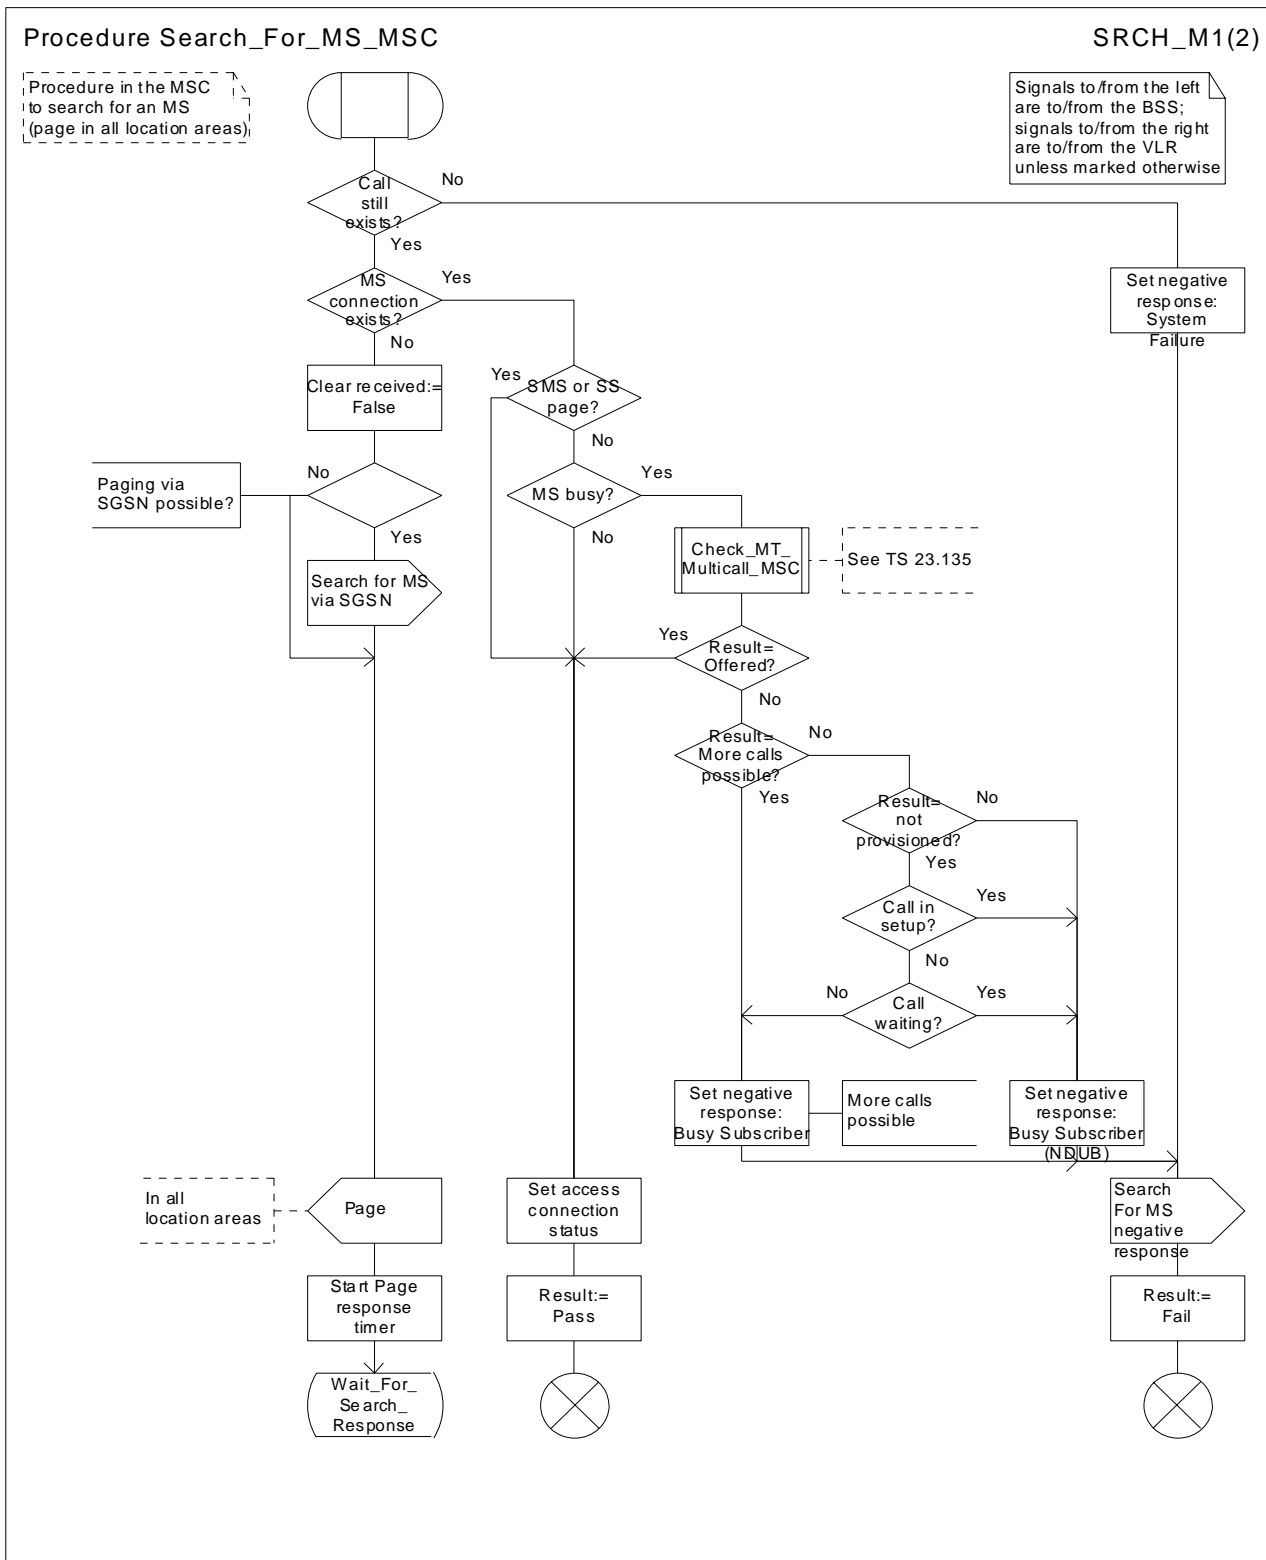 Procedure Search_For_MS_MSC
SRCH_M1(2)
Procedure in the MSC
to search for an MS
(page in all location areas)
Signals to/from the left
are to/from the BSS;
signals to/from the right
are to/from the VLR
unless marked otherwise
Call
still
exists?
No
Yes
MS
connection
exists?
Yes
No
Set negative
response:
System
Failure
Clear received:=
False
Yes
SMS or SS
page?
No
Paging via
SGSN possible?
No
Yes
MS busy?
Yes
No
Check_MT_
Multicall_MSC
See TS 23.135
Search for MS
via SGSN
Yes
Result=
Offered?
No
Result=
More calls
possible?
No
Yes
Result=
not
provisioned?
No
Yes
Call in
setup?
Yes
No
No
Call
waiting?
Yes
Set negative
response:
Busy Subscriber
More calls
possible
Set negative
response:
Busy Subscriber
(NDUB)
In all
location areas
Page
Set access
connection
status
Search
For MS
negative
response
Start Page
response
timer
Result:=
Pass
Result:=
Fail
Wait_For_
Search_
Response